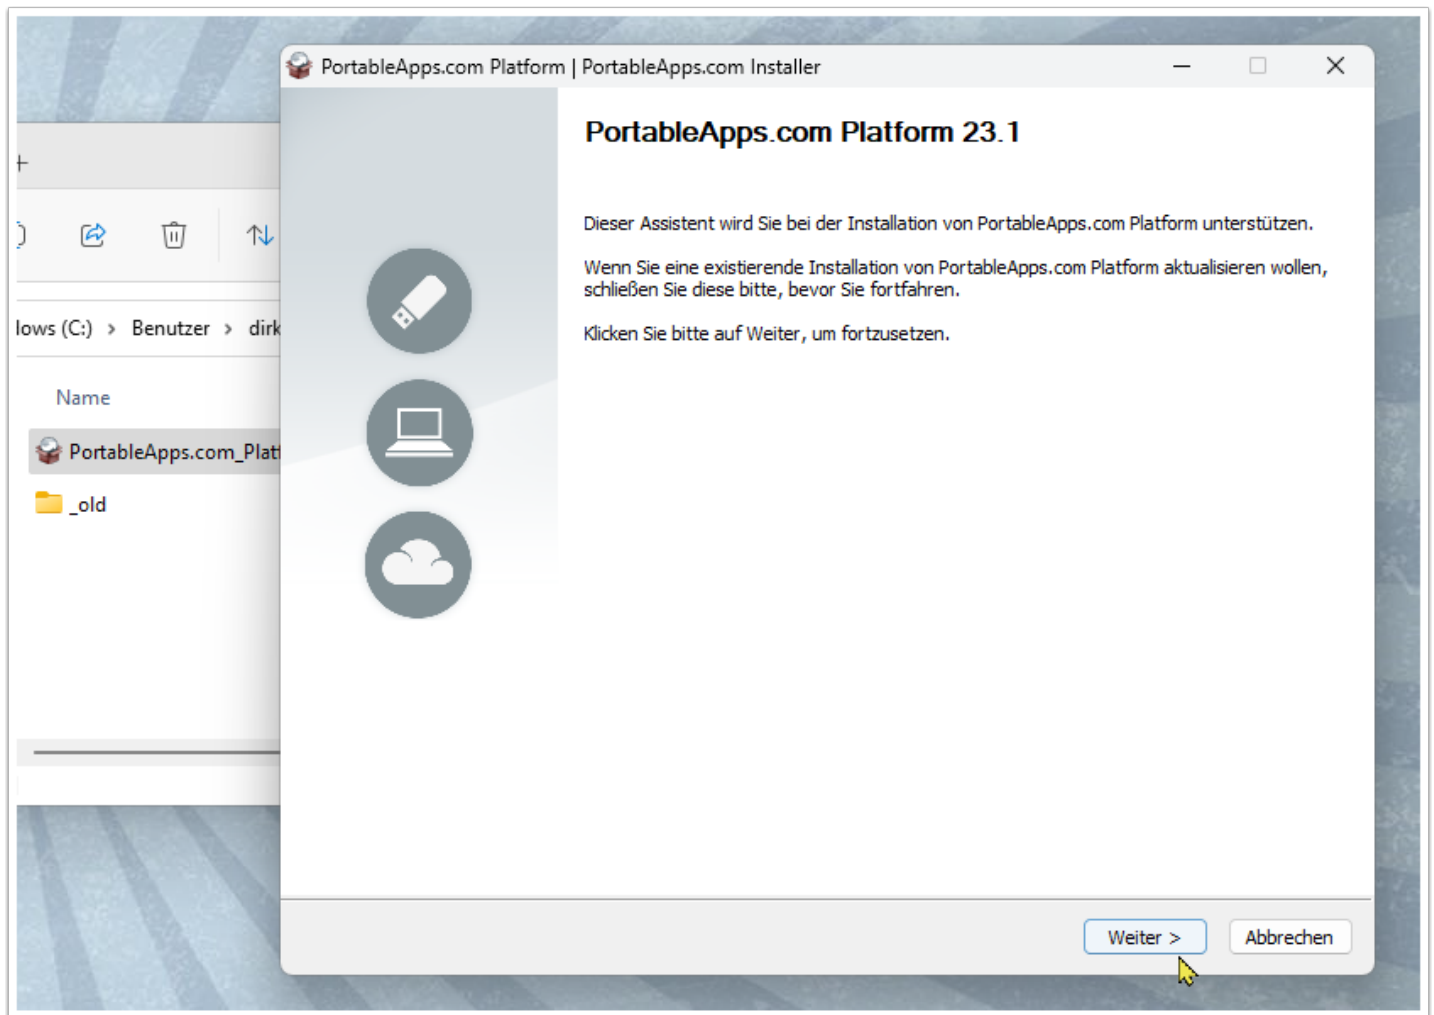 PortableApps.com Platform | PortableApps.com Installer
PortableApps.com Platform 23.1
Dieser Assistent wird Sie bei der Installation von PortableApps.com Platform unterstützen.
Wenn Sie eine existierende Installation von PortableApps.com Platform aktualisieren wollen,
schließen Sie diese bitte, bevor Sie fortfahren.
Klicken Sie bitte auf Weiter, um fortzusetzen.
lows (C:) > Benutzer > dirk
Name
PortableApps.com_Platf
_old
Weiter >
Abbrechen